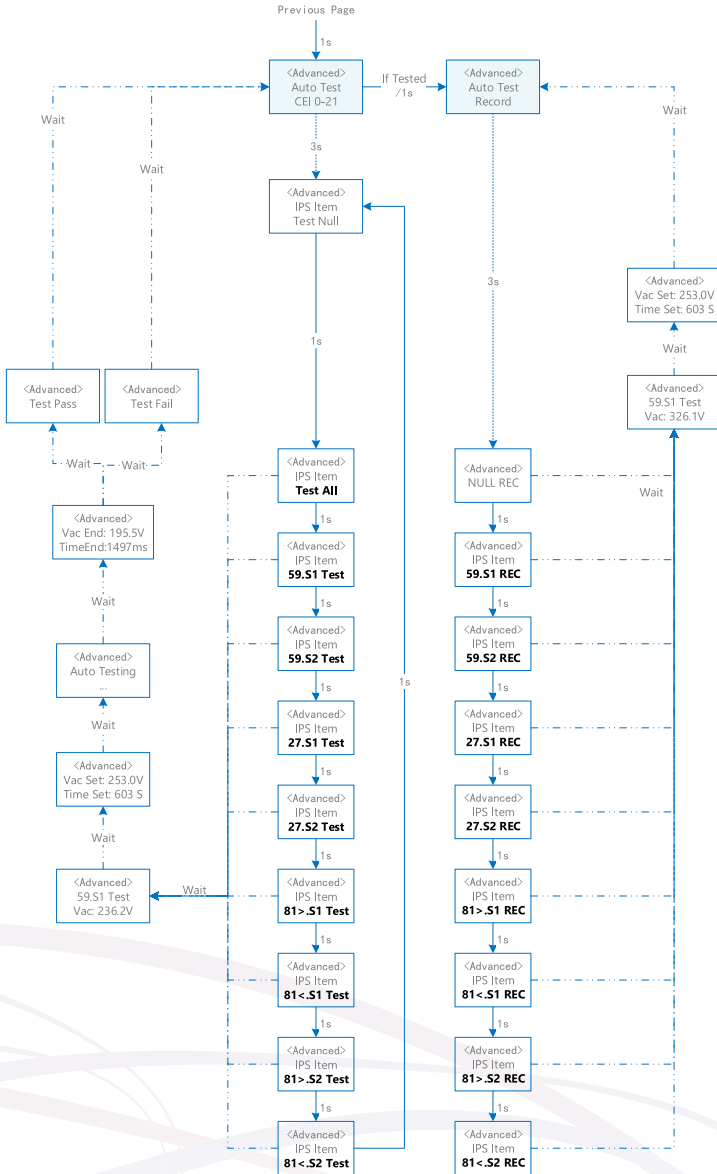 Previous Page
1s
<Advanced>
Auto Test
CEI 0-21
If Tested
/1s
<Advanced>
Auto Test
Record
Wait
Wait
Wait
3s
<Advanced>
IPS Item
Test Null
3s
<Advanced>
Vac Set: 253.0V
Time Set: 603 S
1s
Wait
<Advanced>
Test Pass
<Advanced>
Test Fail
<Advanced>
59.S1 Test
Vac: 326.1V
Wait
Wait
<Advanced>
IPS Item
Test All
<Advanced>
NULL REC
Wait
<Advanced>
Vac End: 195.5V
TimeEnd:1497ms
1s
1s
<Advanced>
IPS Item
59.S1 Test
<Advanced>
IPS Item
59.S1 REC
Wait
1s
1s
<Advanced>
IPS Item
59.S2 Test
<Advanced>
IPS Item
59.S2 REC
<Advanced>
Auto Testing
...
1s
1s
1s
Wait
<Advanced>
IPS Item
27.S1 Test
<Advanced>
IPS Item
27.S1 REC
<Advanced>
Vac Set: 253.0V
Time Set: 603 S
1s
1s
<Advanced>
IPS Item
27.S2 Test
<Advanced>
IPS Item
27.S2 REC
Wait
1s
1s
<Advanced>
59.S1 Test
Vac: 236.2V
Wait
<Advanced>
IPS Item
81>.S1 Test
<Advanced>
IPS Item
81>.S1 REC
1s
1s
<Advanced>
IPS Item
81<.S1 Test
<Advanced>
IPS Item
81<.S1 REC
1s
1s
<Advanced>
IPS Item
81>.S2 Test
<Advanced>
IPS Item
81>.S2 REC
1s
1s
<Advanced>
IPS Item
81<.S2 Test
<Advanced>
IPS Item
81<.S2 REC